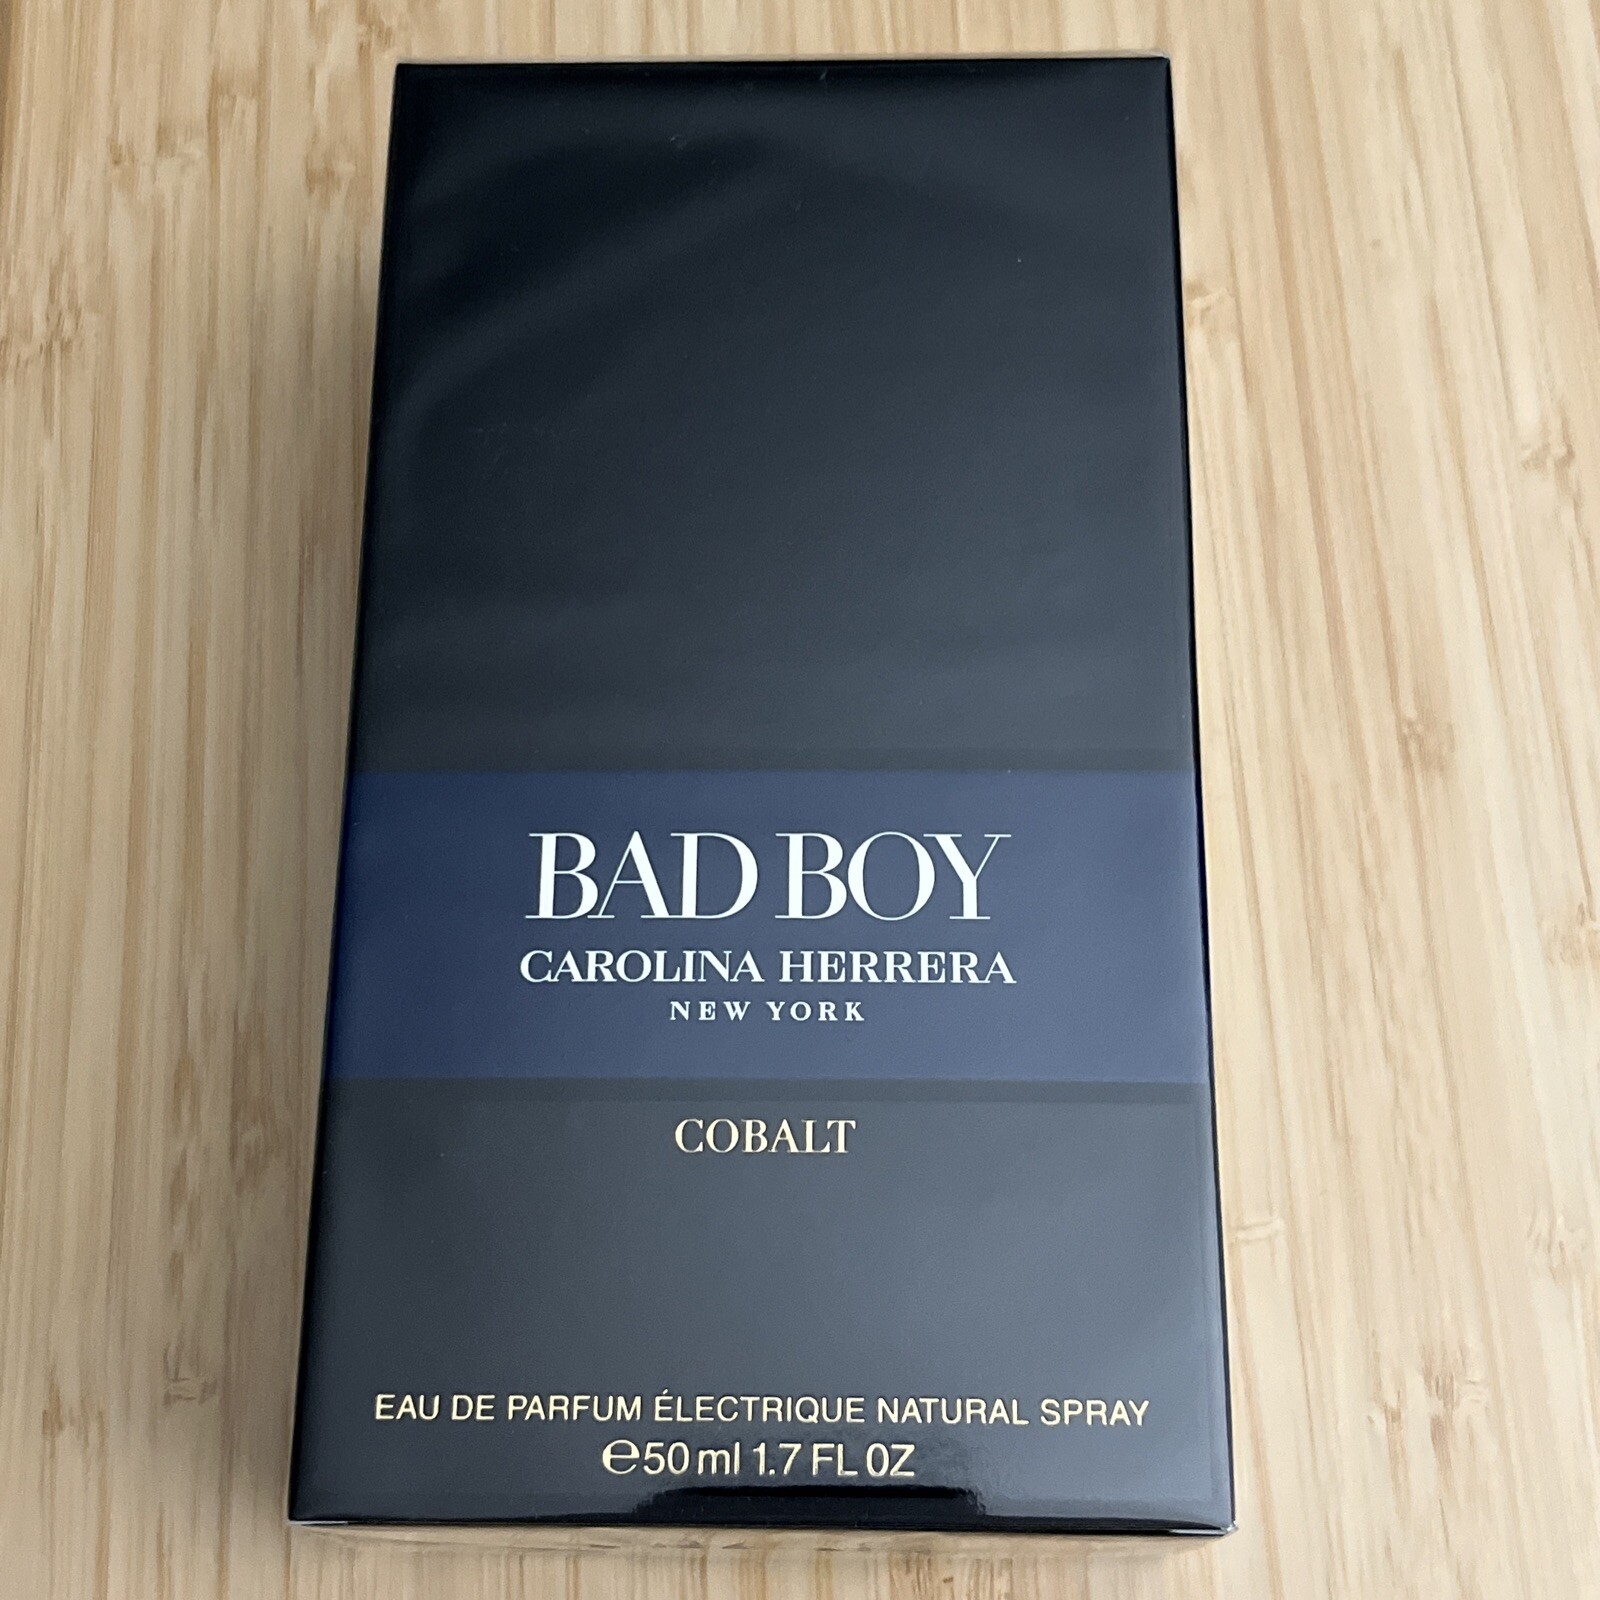 BAD BOY
CAROLINA HERRERA
NEW YORK
COBALT
EAU DE PARFUM ÉLECTRIQUE NATURAL SPRAY
℮50 ml 1.7 FL OZ